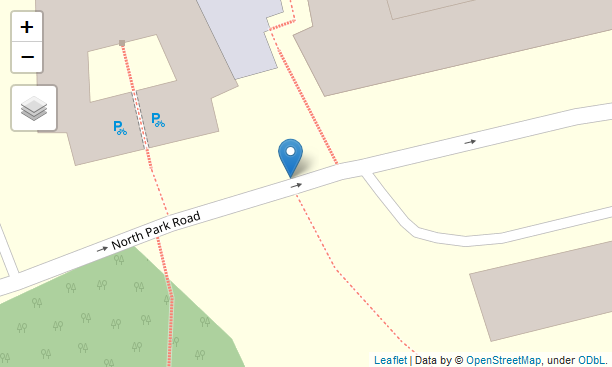 +
−
P
P
North Park Road
Leaflet | Data by © OpenStreetMap, under ODbL.